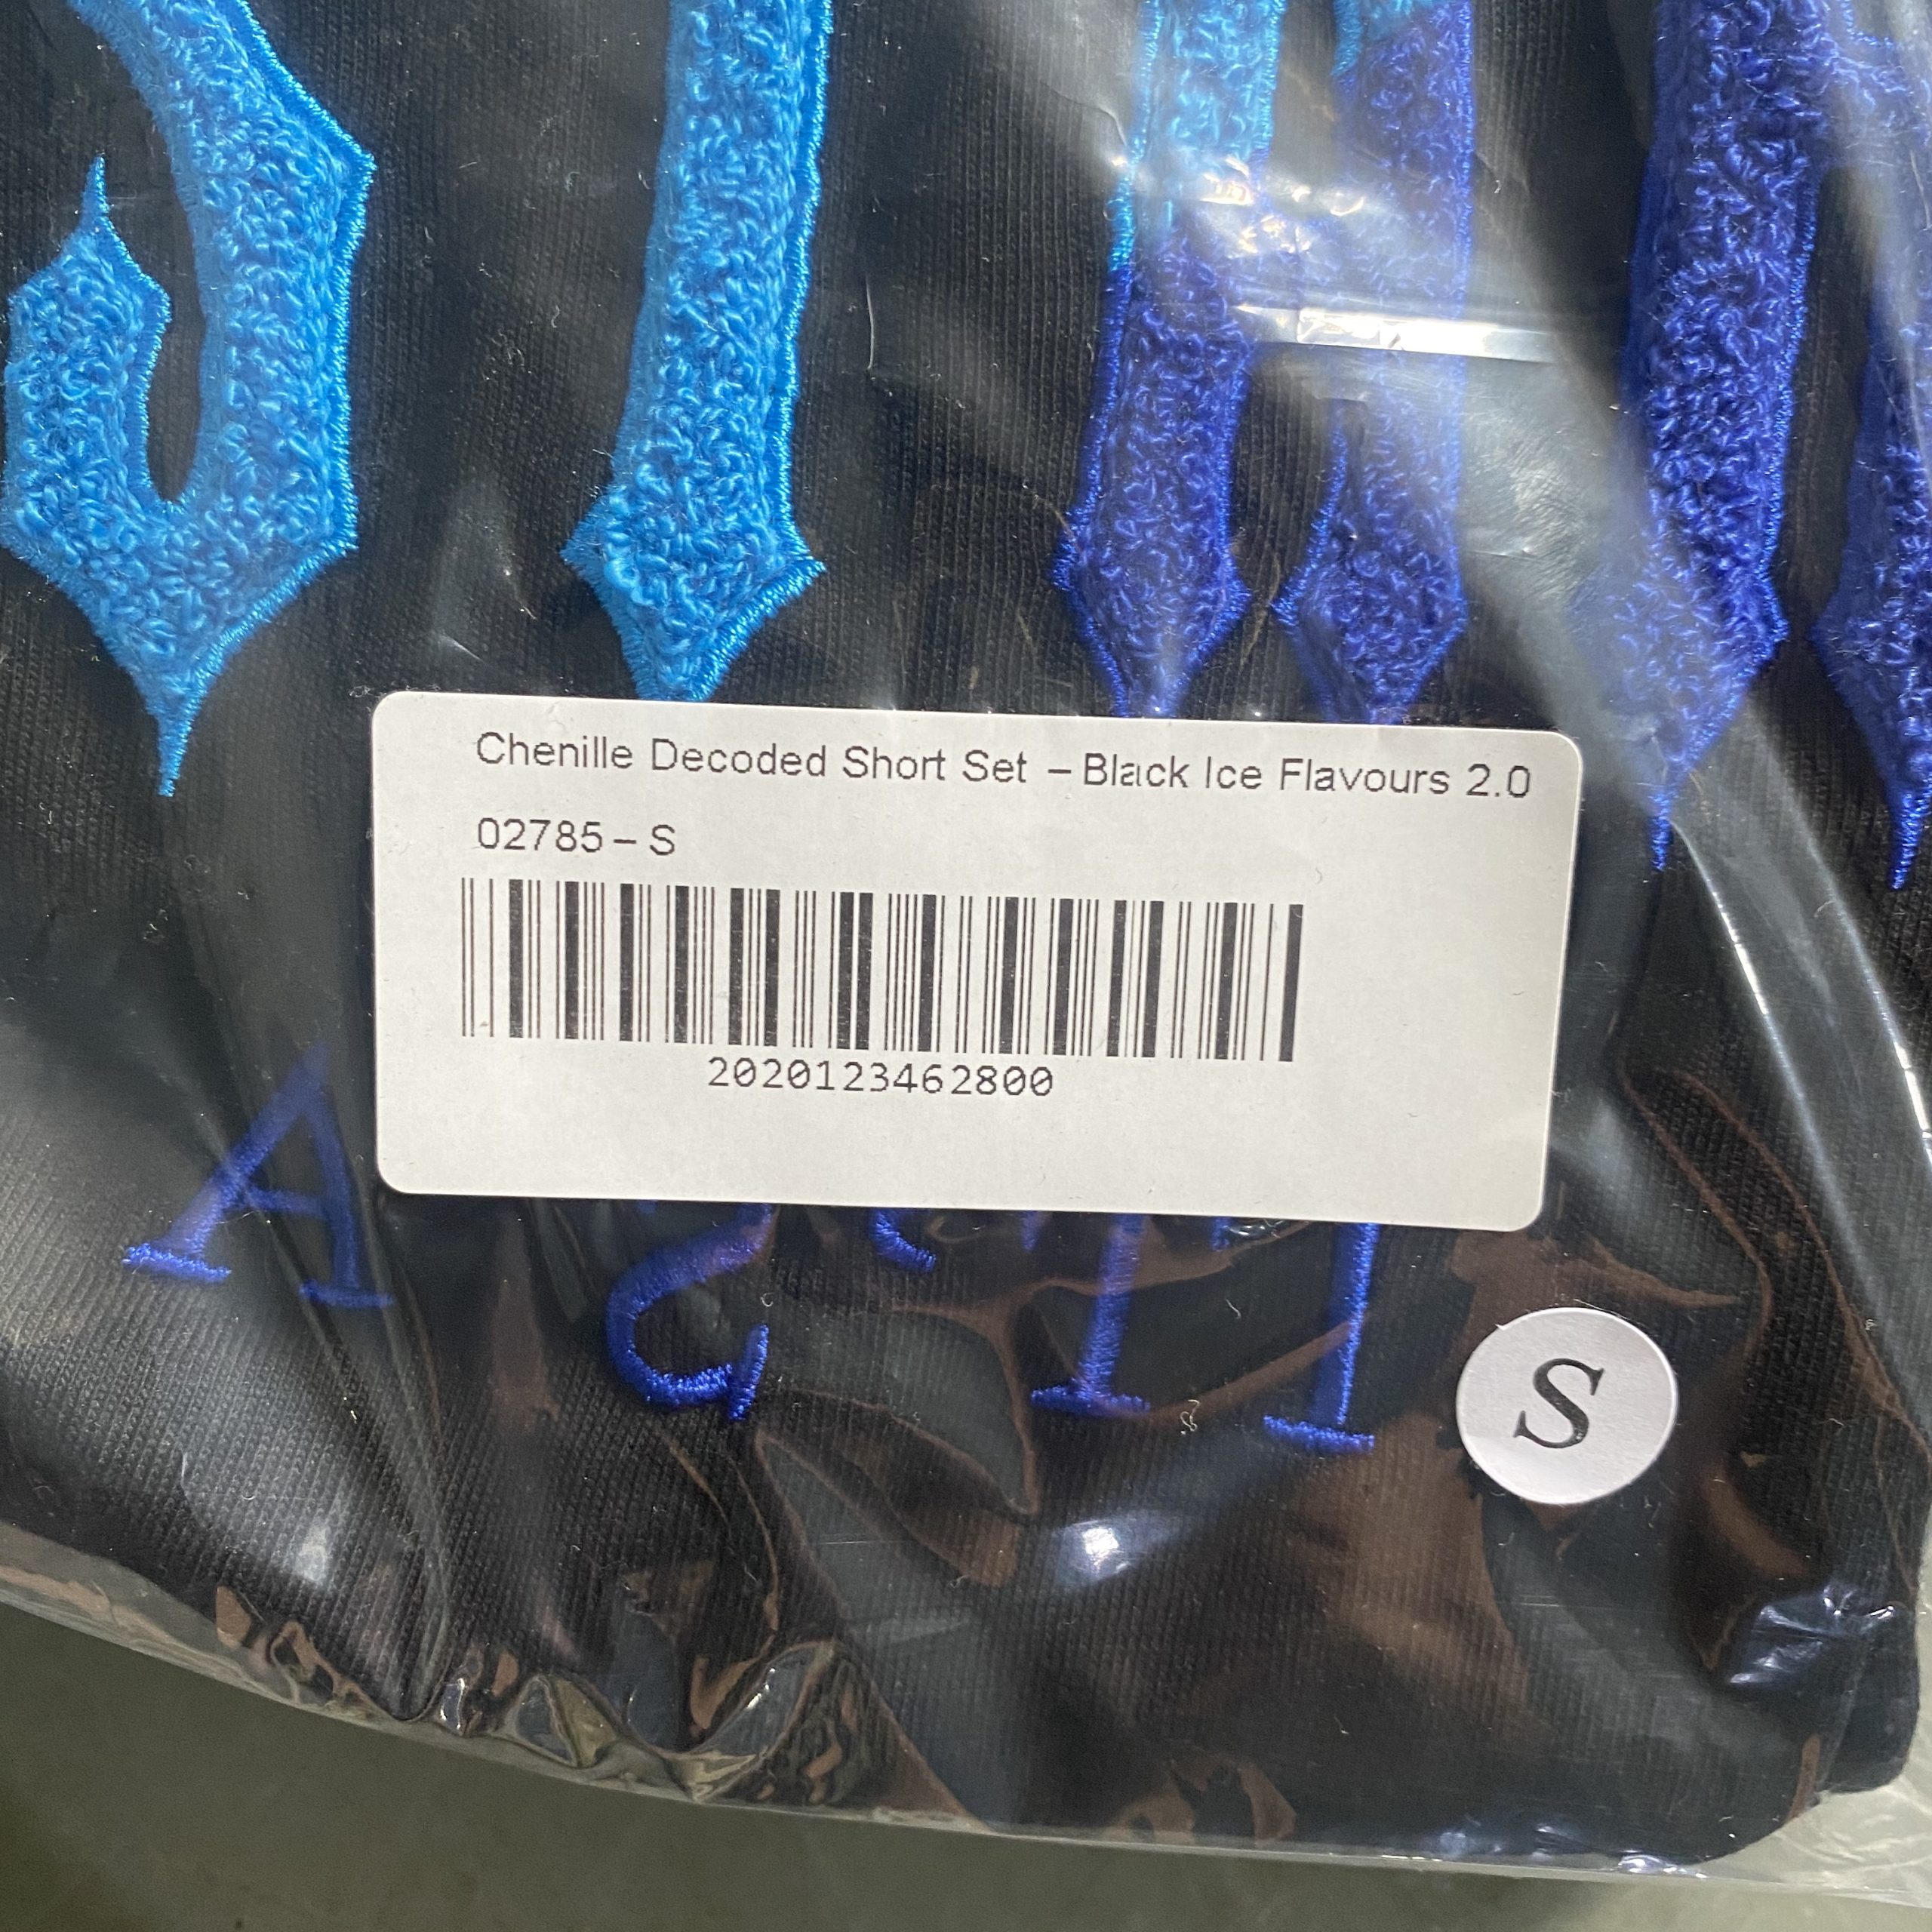 Chenille Decoded Short Set – Black Ice Flavours 2.0
02785 – S
2020123462800
S